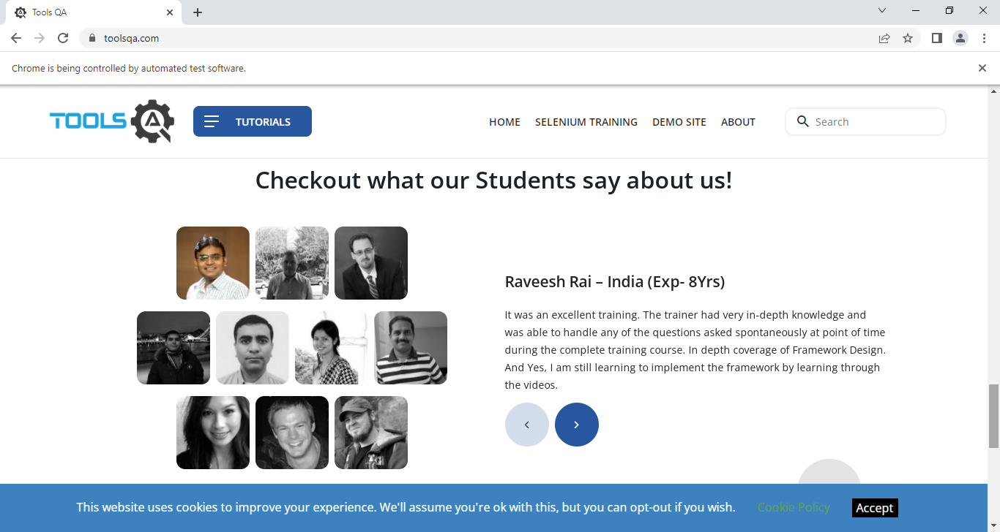 Tools QA
toolsqa.com
Chrome is being controlled by automated test software.
TOOLS QA
TUTORIALS
HOME
SELENIUM TRAINING
DEMO SITE
ABOUT
Search
Checkout what our Students say about us!
Raveesh Rai – India (Exp- 8Yrs)
It was an excellent training. The trainer had very in-depth knowledge and
was able to handle any of the questions asked spontaneously at point of time
during the complete training course. In depth coverage of Framework Design.
And Yes, I am still learning to implement the framework by learning through
the videos.
This website uses cookies to improve your experience. We'll assume you're ok with this, but you can opt-out if you wish.
Cookie Policy
Accept